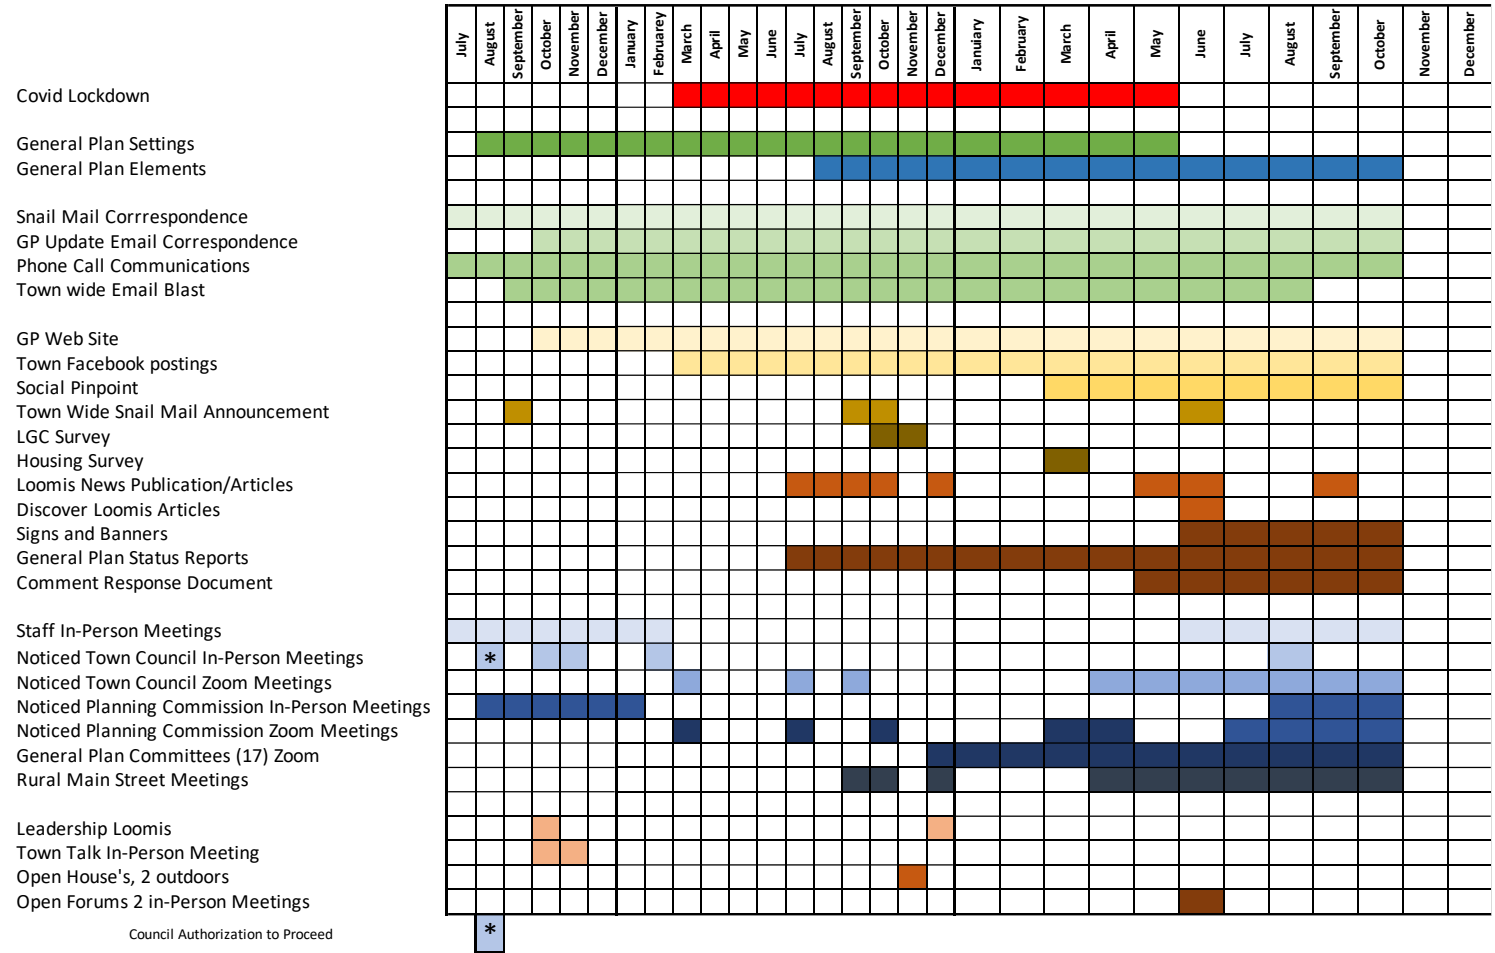 July
August
September
October
November
December
January
Februarey
March
April
May
June
July
August
September
October
November
December
Januiary
February
March
April
May
June
July
August
September
October
November
December
Covid Lockdown
General Plan Settings
General Plan Elements
Snail Mail Corrrespondence
GP Update Email Correspondence
Phone Call Communications
Town wide Email Blast
GP Web Site
Town Facebook postings
Social Pinpoint
Town Wide Snail Mail Announcement
LGC Survey
Housing Survey
Loomis News Publication/Articles
Discover Loomis Articles
Signs and Banners
General Plan Status Reports
Comment Response Document
Staff In-Person Meetings
Noticed Town Council In-Person Meetings *
Noticed Town Council Zoom Meetings
Noticed Planning Commission In-Person Meetings
Noticed Planning Commission Zoom Meetings
General Plan Committees (17) Zoom
Rural Main Street Meetings
Leadership Loomis
Town Talk In-Person Meeting
Open House's, 2 outdoors
Open Forums 2 in-Person Meetings
Council Authorization to Proceed *